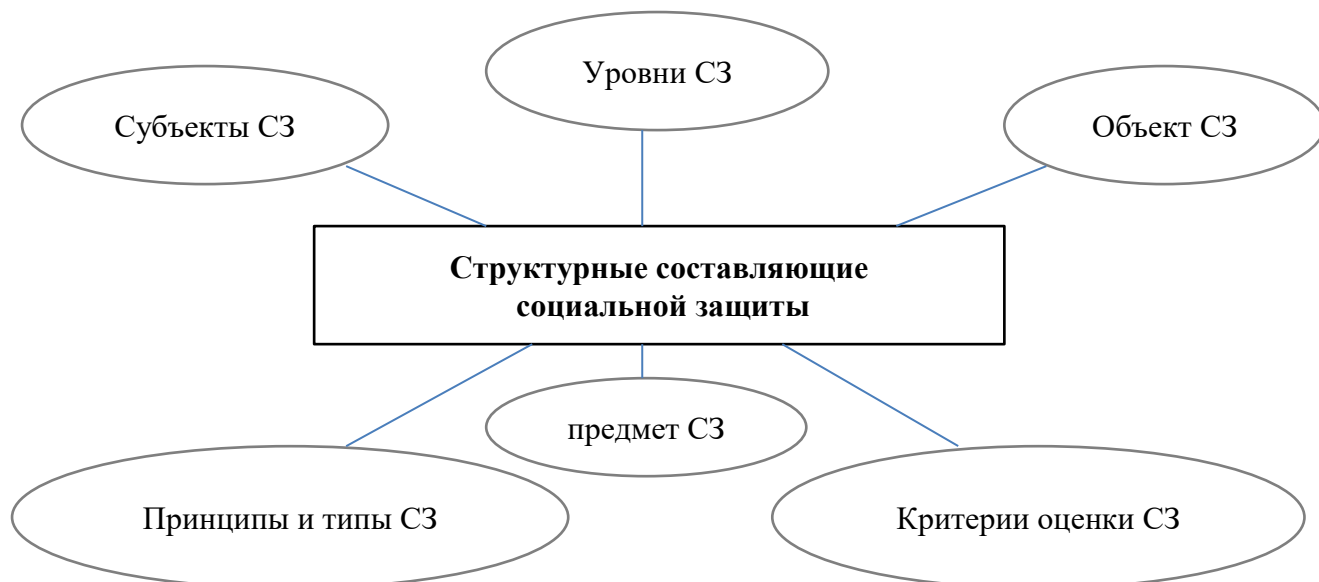 Уровни СЗ
Субъекты СЗ
Объект СЗ
Структурные составляющие
социальной защиты
предмет СЗ
Принципы и типы СЗ
Критерии оценки СЗ